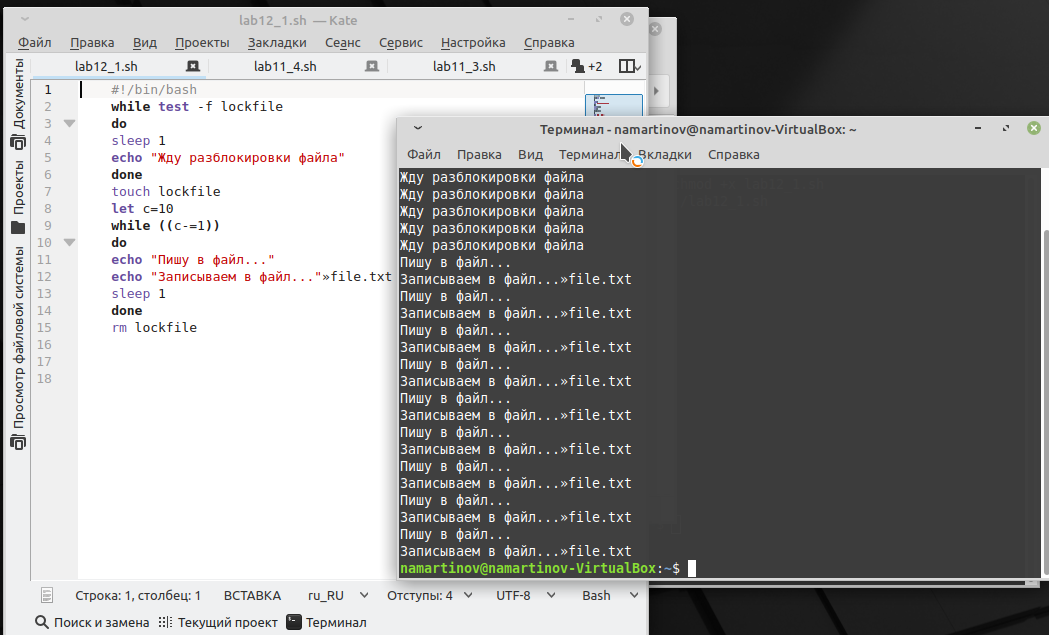 lab12_1.sh — Kate
Файл Правка Вид Проекты Закладки Сеанс Сервис Настройка Справка
lab12_1.sh lab11_4.sh lab11_3.sh +2
Документы
Проекты
Просмотр файловой системы
1 #!/bin/bash
2 while test -f lockfile
3 do
4 sleep 1
5 echo "Жду разблокировки файла"
6 done
7 touch lockfile
8 let c=10
9 while ((c-=1))
10 do
11 echo "Пишу в файл..."
12 echo "Записываем в файл..."»file.txt
13 sleep 1
14 done
15 rm lockfile
16
17
18
Терминал - namartinov@namartinov-VirtualBox: ~
Файл Правка Вид Терминал Вкладки Справка
Жду разблокировки файла
Жду разблокировки файла
Жду разблокировки файла
Жду разблокировки файла
Жду разблокировки файла
Пишу в файл...
Записываем в файл...»file.txt
Пишу в файл...
Записываем в файл...»file.txt
Пишу в файл...
Записываем в файл...»file.txt
Пишу в файл...
Записываем в файл...»file.txt
Пишу в файл...
Записываем в файл...»file.txt
Пишу в файл...
Записываем в файл...»file.txt
Пишу в файл...
Записываем в файл...»file.txt
Пишу в файл...
Записываем в файл...»file.txt
Пишу в файл...
Записываем в файл...»file.txt
namartinov@namartinov-VirtualBox:~$
Строка: 1, столбец: 1 ВСТАВКА ru_RU Отступы: 4 UTF-8 Bash
Поиск и замена Текущий проект Терминал